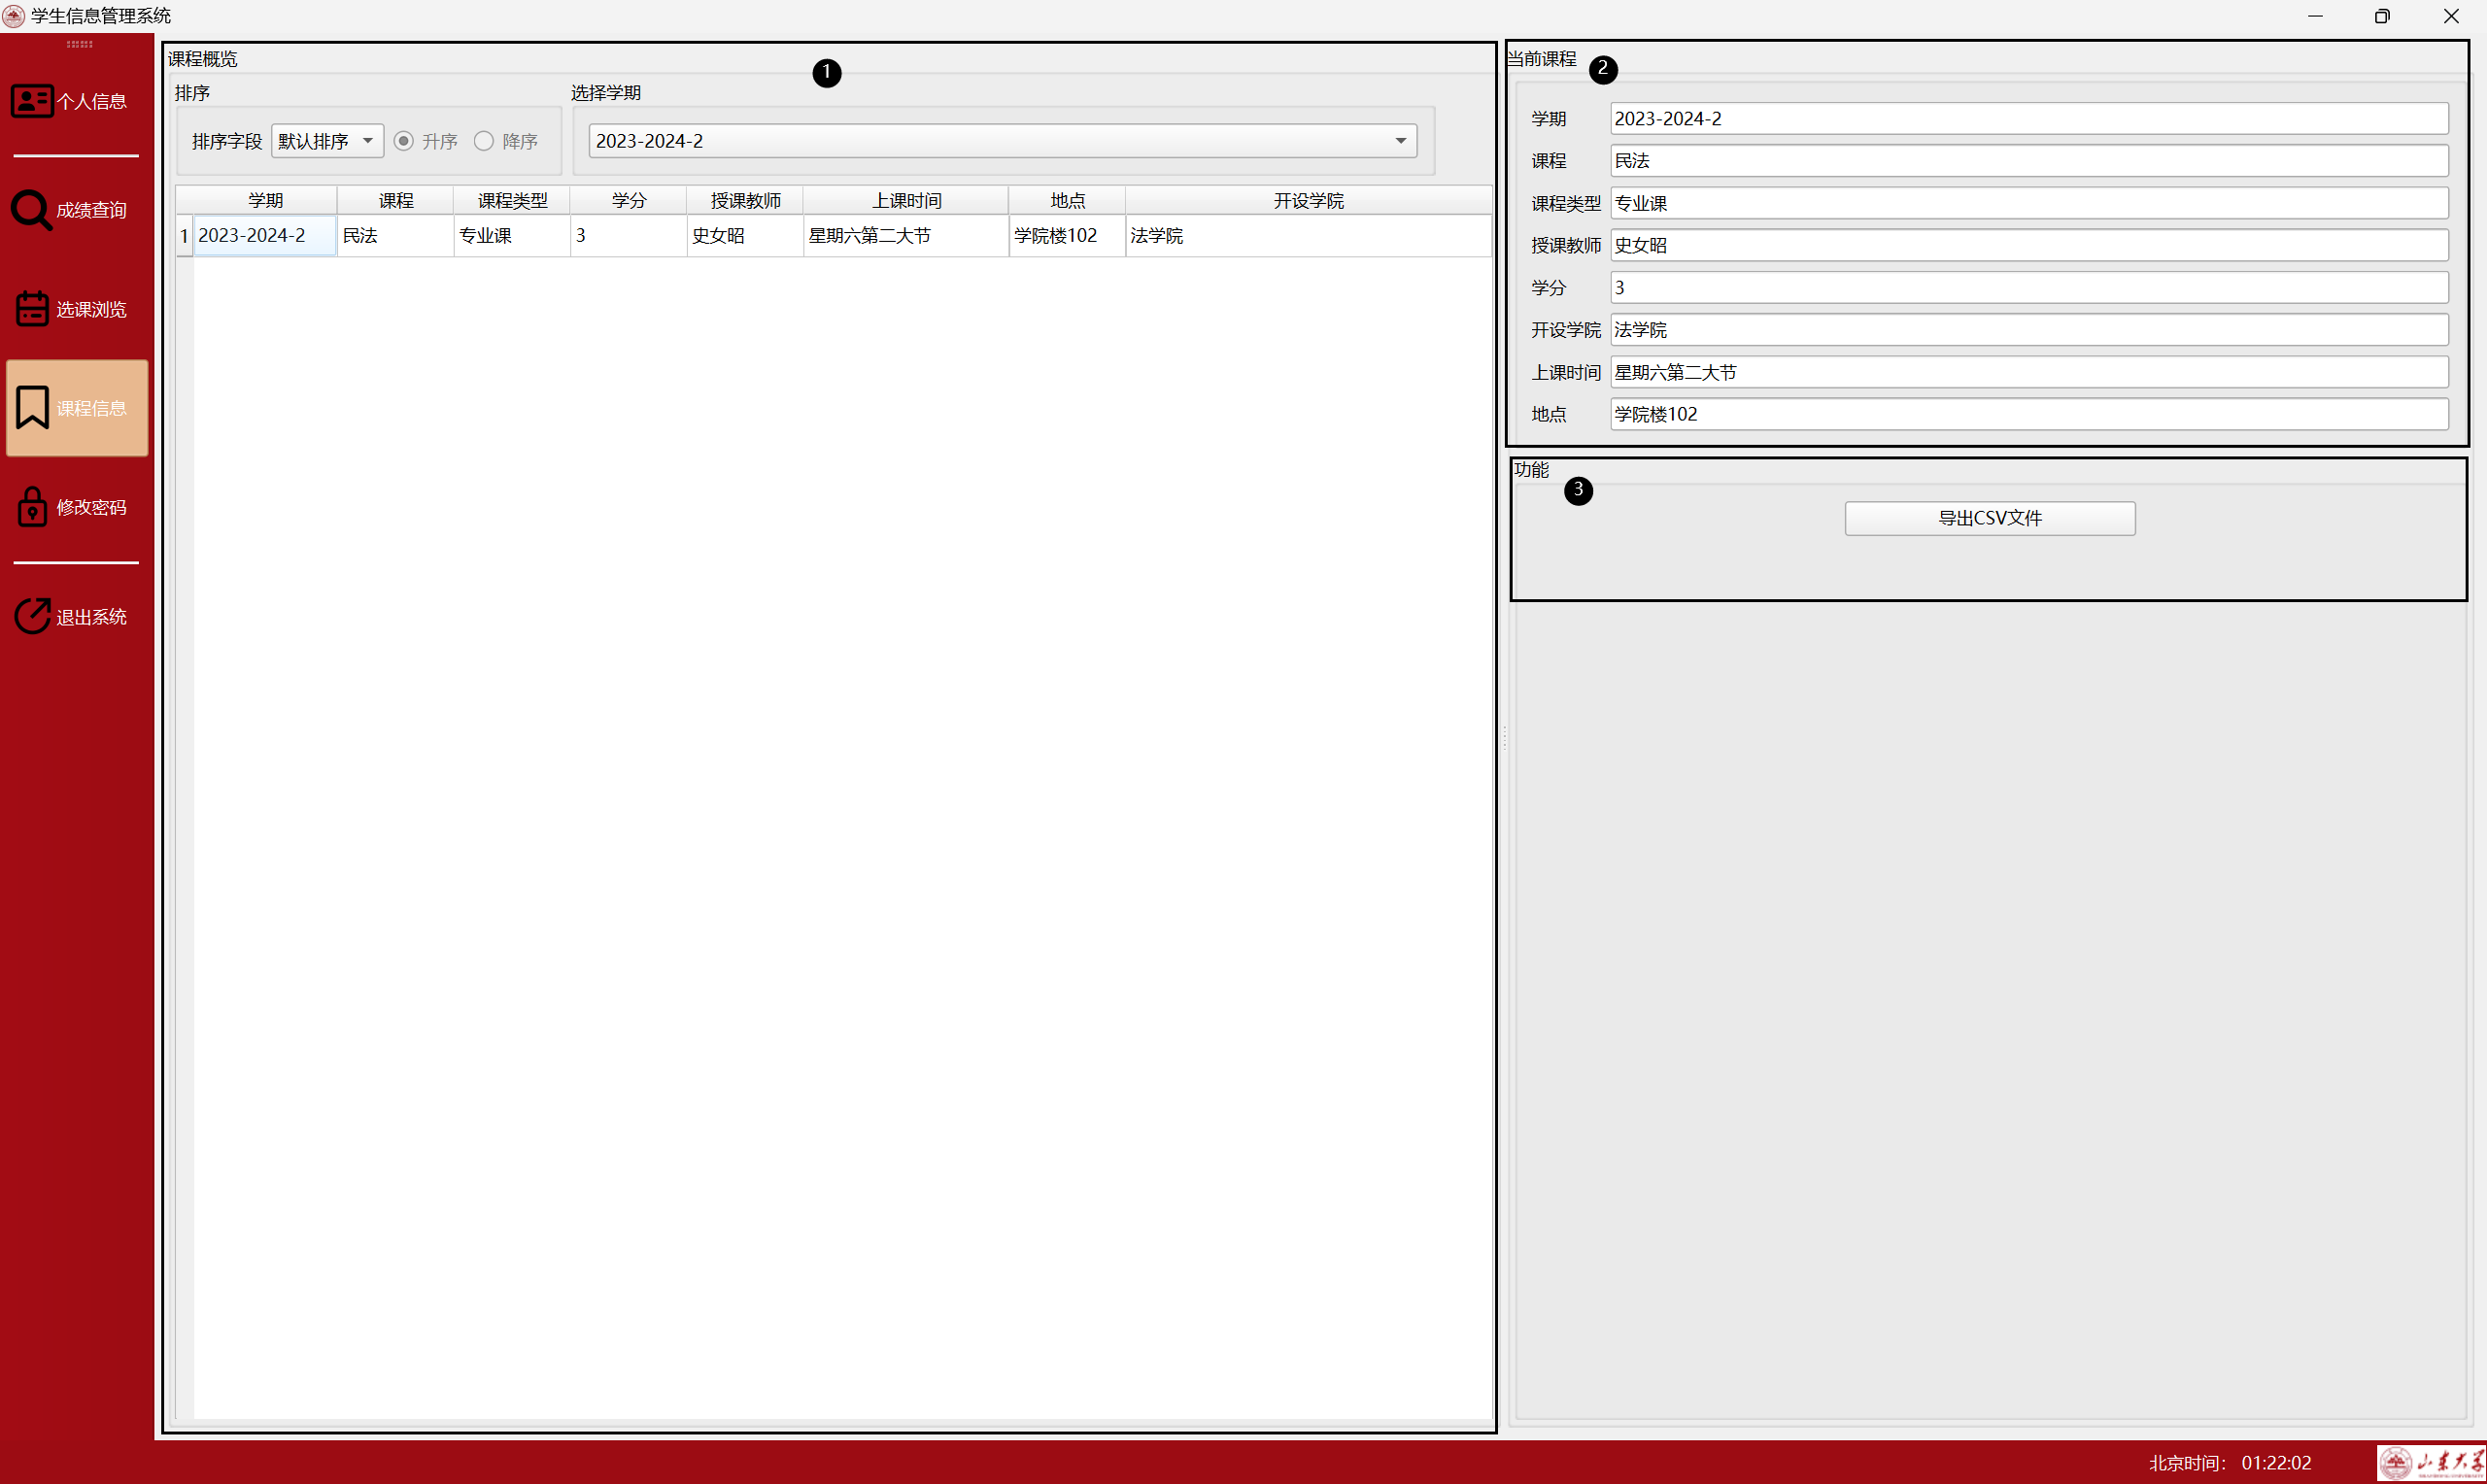 学生信息管理系统
个人信息
成绩查询
选课浏览
课程信息
修改密码
退出系统
课程概览
1
排序
选择学期
排序字段 默认排序 升序 降序
2023-2024-2
学期 课程 课程类型 学分 授课教师 上课时间 地点 开设学院
1 2023-2024-2 民法 专业课 3 史女昭 星期六第二大节 学院楼102 法学院
当前课程
2
学期 2023-2024-2
课程 民法
课程类型 专业课
授课教师 史女昭
学分 3
开设学院 法学院
上课时间 星期六第二大节
地点 学院楼102
功能
3
导出CSV文件
北京时间： 01:22:02
山东大学